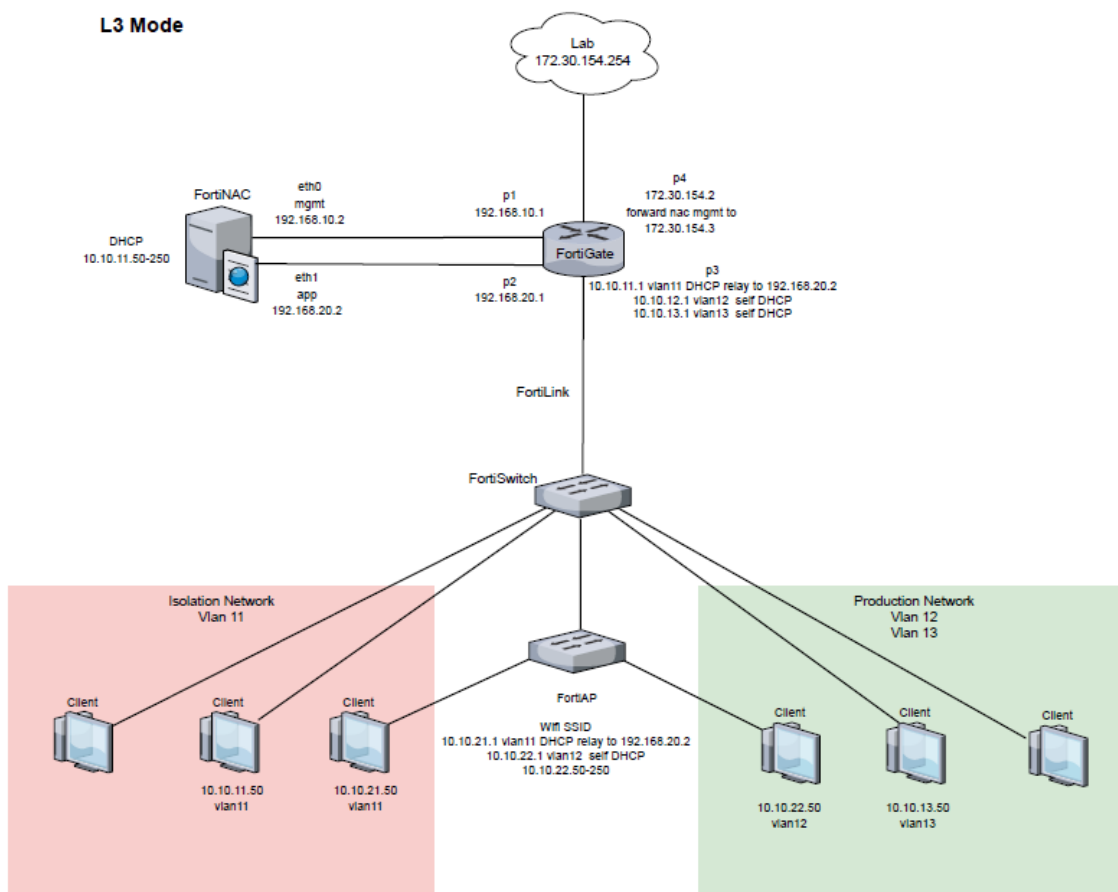 L3 Mode
Lab
172.30.154.254
FortiNAC
eth0
mgmt
192.168.10.2
p1
192.168.10.1
p4
172.30.154.2
forward nac mgmt to
172.30.154.3
DHCP
10.10.11.50-250
FortiGate
eth1
app
192.168.20.2
p2
192.168.20.1
p3
10.10.11.1 vlan11 DHCP relay to 192.168.20.2
10.10.12.1 vlan12 self DHCP
10.10.13.1 vlan13 self DHCP
FortiLink
FortiSwitch
Isolation Network
Vlan 11
Production Network
Vlan 12
Vlan 13
FortiAP
Wifi SSID
10.10.21.1 vlan11 DHCP relay to 192.168.20.2
10.10.22.1 vlan12 self DHCP
10.10.22.50-250
Client
Client
10.10.11.50
vlan11
Client
10.10.21.50
vlan11
Client
10.10.22.50
vlan12
Client
10.10.13.50
vlan13
Client